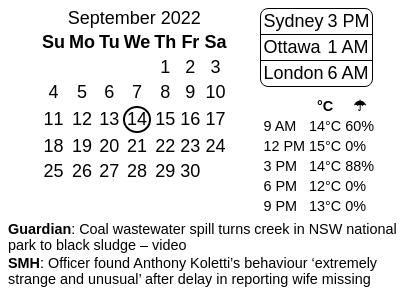 September 2022
Su Mo Tu We Th Fr Sa
1 2 3
4 5 6 7 8 9 10
11 12 13 14 15 16 17
18 19 20 21 22 23 24
25 26 27 28 29 30
Sydney 3 PM
Ottawa 1 AM
London 6 AM
°C ☂
9 AM 14°C 60%
12 PM 15°C 0%
3 PM 14°C 88%
6 PM 12°C 0%
9 PM 13°C 0%
Guardian: Coal wastewater spill turns creek in NSW national
park to black sludge – video
SMH: Officer found Anthony Koletti's behaviour ‘extremely
strange and unusual’ after delay in reporting wife missing